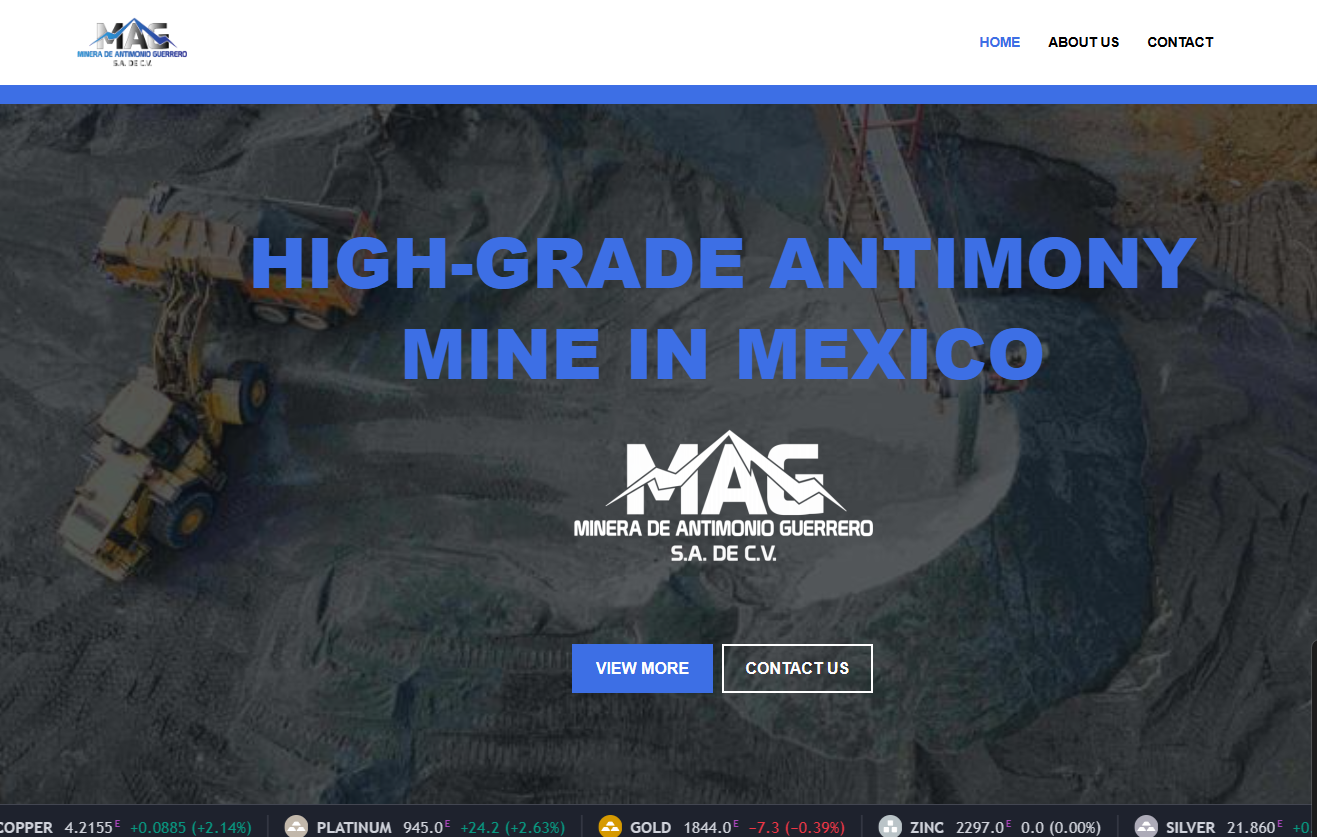 MAG
MINERA DE ANTIMONIO GUERRERO
S.A. DE C.V.
HOME ABOUT US CONTACT
HIGH-GRADE ANTIMONY
MINE IN MEXICO
MAG
MINERA DE ANTIMONIO GUERRERO
S.A. DE C.V.
VIEW MORE CONTACT US
COPPER 4.2155 E +0.0885 (+2.14%) PLATINUM 945.0 E +24.2 (+2.63%) GOLD 1844.0 E −7.3 (−0.39%) ZINC 2297.0 E 0.0 (0.00%) SILVER 21.860 E +0.